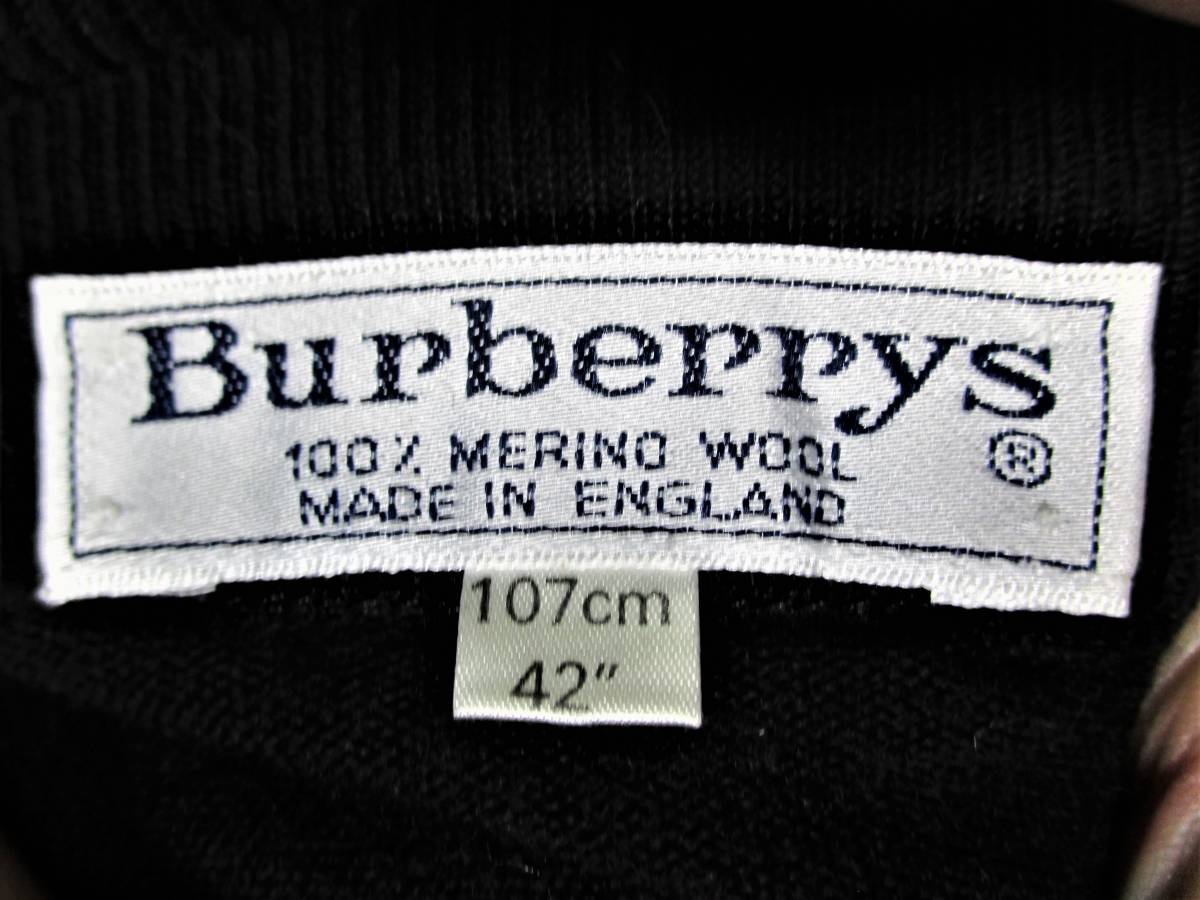 Burberrys
100% MERINO WOOL ®
MADE IN ENGLAND
107cm
42"